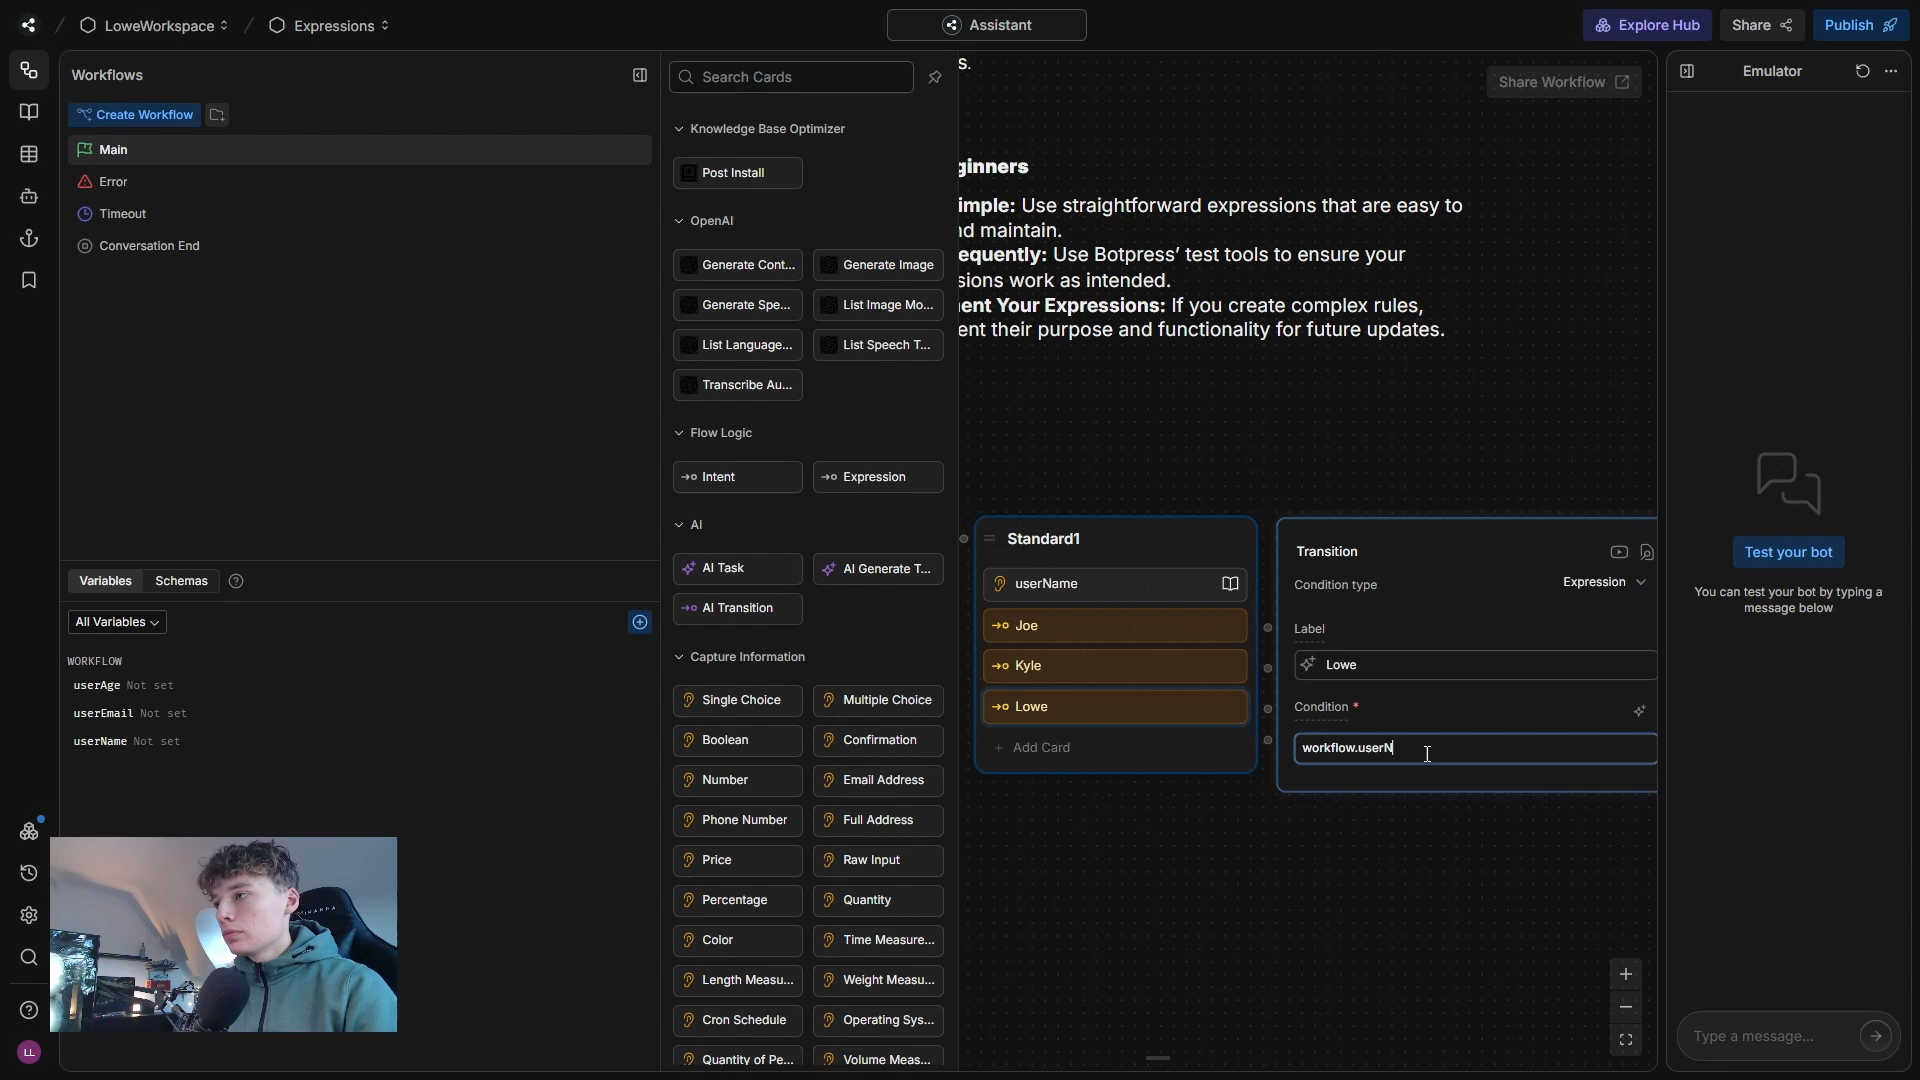 LoweWorkspace
Expressions
Assistant
Explore Hub
Share
Publish
Workflows
Create Workflow
Main
Error
Timeout
Conversation End
Variables
Schemas
All Variables
WORKFLOW
userAge Not set
userEmail Not set
userName Not set
LL
Search Cards
Knowledge Base Optimizer
Post Install
OpenAI
Generate Cont...
Generate Image
Generate Spe...
List Image Mo...
List Language...
List Speech T...
Transcribe Au...
Flow Logic
Intent
Expression
AI
AI Task
AI Generate T...
AI Transition
Capture Information
Single Choice
Multiple Choice
Boolean
Confirmation
Number
Email Address
Phone Number
Full Address
Price
Raw Input
Percentage
Quantity
Color
Time Measure...
Length Measu...
Weight Measu...
Cron Schedule
Operating Sys...
Quantity of Pe...
Volume Meas...
s.
Share Workflow
ginners
imple: Use straightforward expressions that are easy to
nd maintain.
equently: Use Botpress' test tools to ensure your
sions work as intended.
ent Your Expressions: If you create complex rules,
ent their purpose and functionality for future updates.
Standard1
userName
Joe
Kyle
Lowe
+ Add Card
Transition
Condition type
Expression
Label
Lowe
Condition *
workflow.userN
Emulator
Test your bot
You can test your bot by typing a
message below
Type a message...